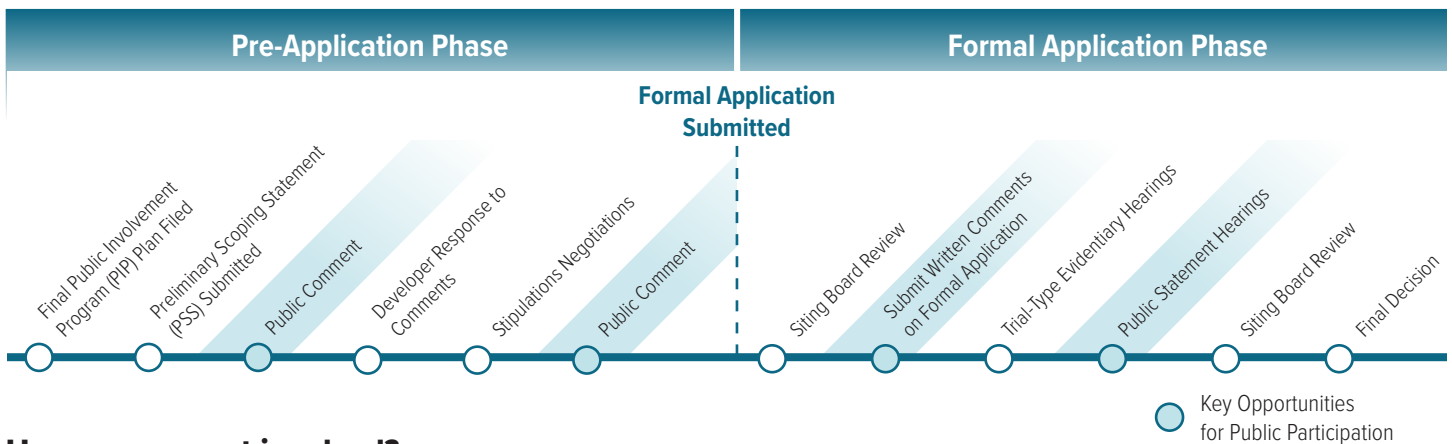 Pre-Application Phase
Formal Application Phase
Formal Application
Submitted
Final Public Involvement
Program (PIP) Plan Filed
Preliminary Scoping Statement
(PSS) Submitted
Public Comment
Developer Response to
Comments
Stipulations Negotiations
Public Comment
Siting Board Review
Submit Written Comments
on Formal Application
Trial-Type Evidentiary Hearings
Public Statement Hearings
Siting Board Review
Final Decision
Key Opportunities
for Public Participation